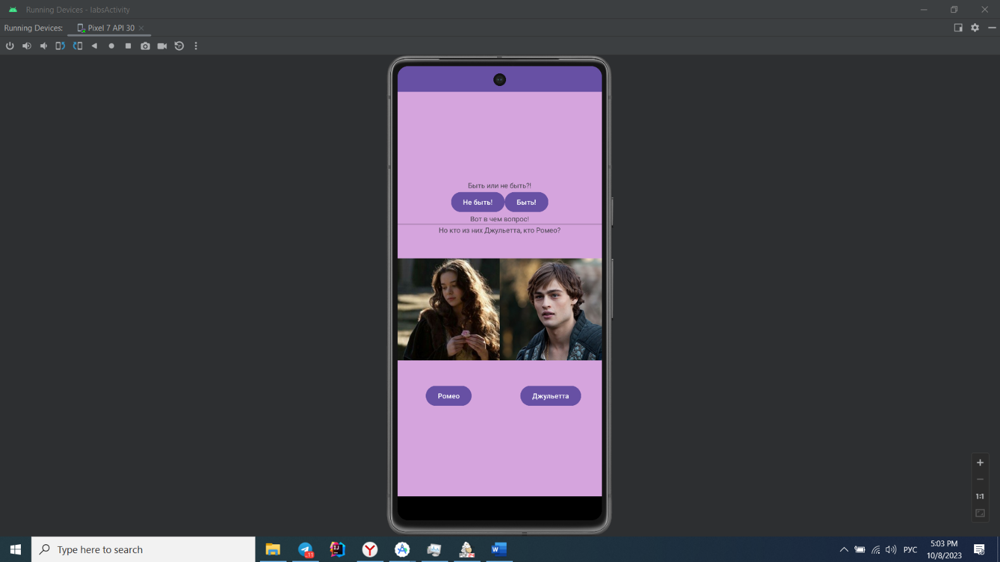 Running Devices - labsActivity
Running Devices: Pixel 7 API 30
Быть или не быть?!
Не быть! Быть!
Вот в чем вопрос!
Но кто из них Джульетта, кто Ромео?
Ромео Джульетта
1:1
Type here to search
11
IJ
Y
PDF24
W
РУС
5:03 PM
10/8/2023